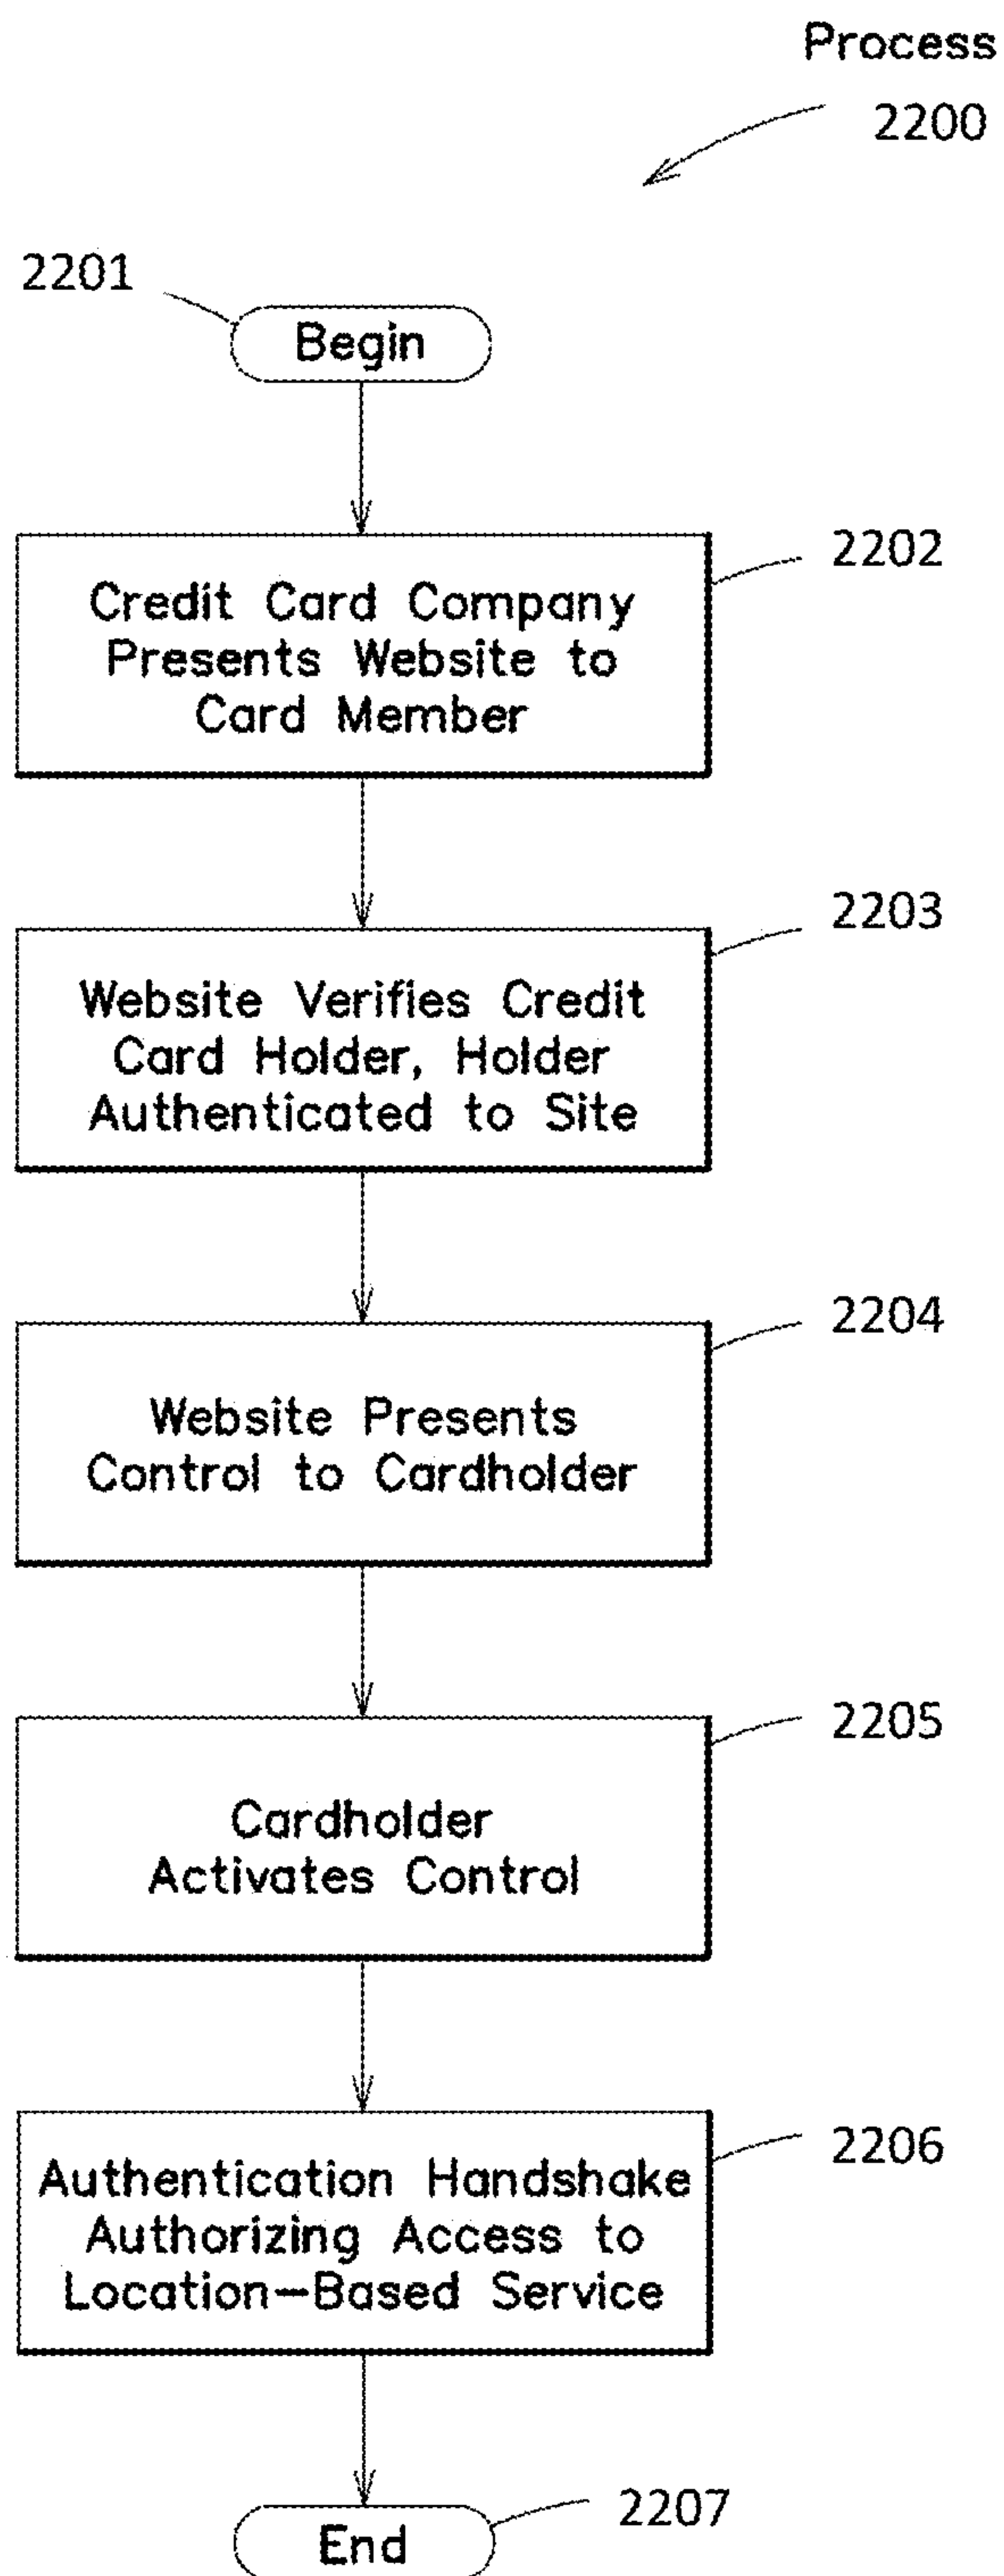 Process
2200
2201
Begin
2202
Credit Card Company
Presents Website to
Card Member
2203
Website Verifies Credit
Card Holder, Holder
Authenticated to Site
2204
Website Presents
Control to Cardholder
2205
Cardholder
Activates Control
2206
Authentication Handshake
Authorizing Access to
Location-Based Service
2207
End